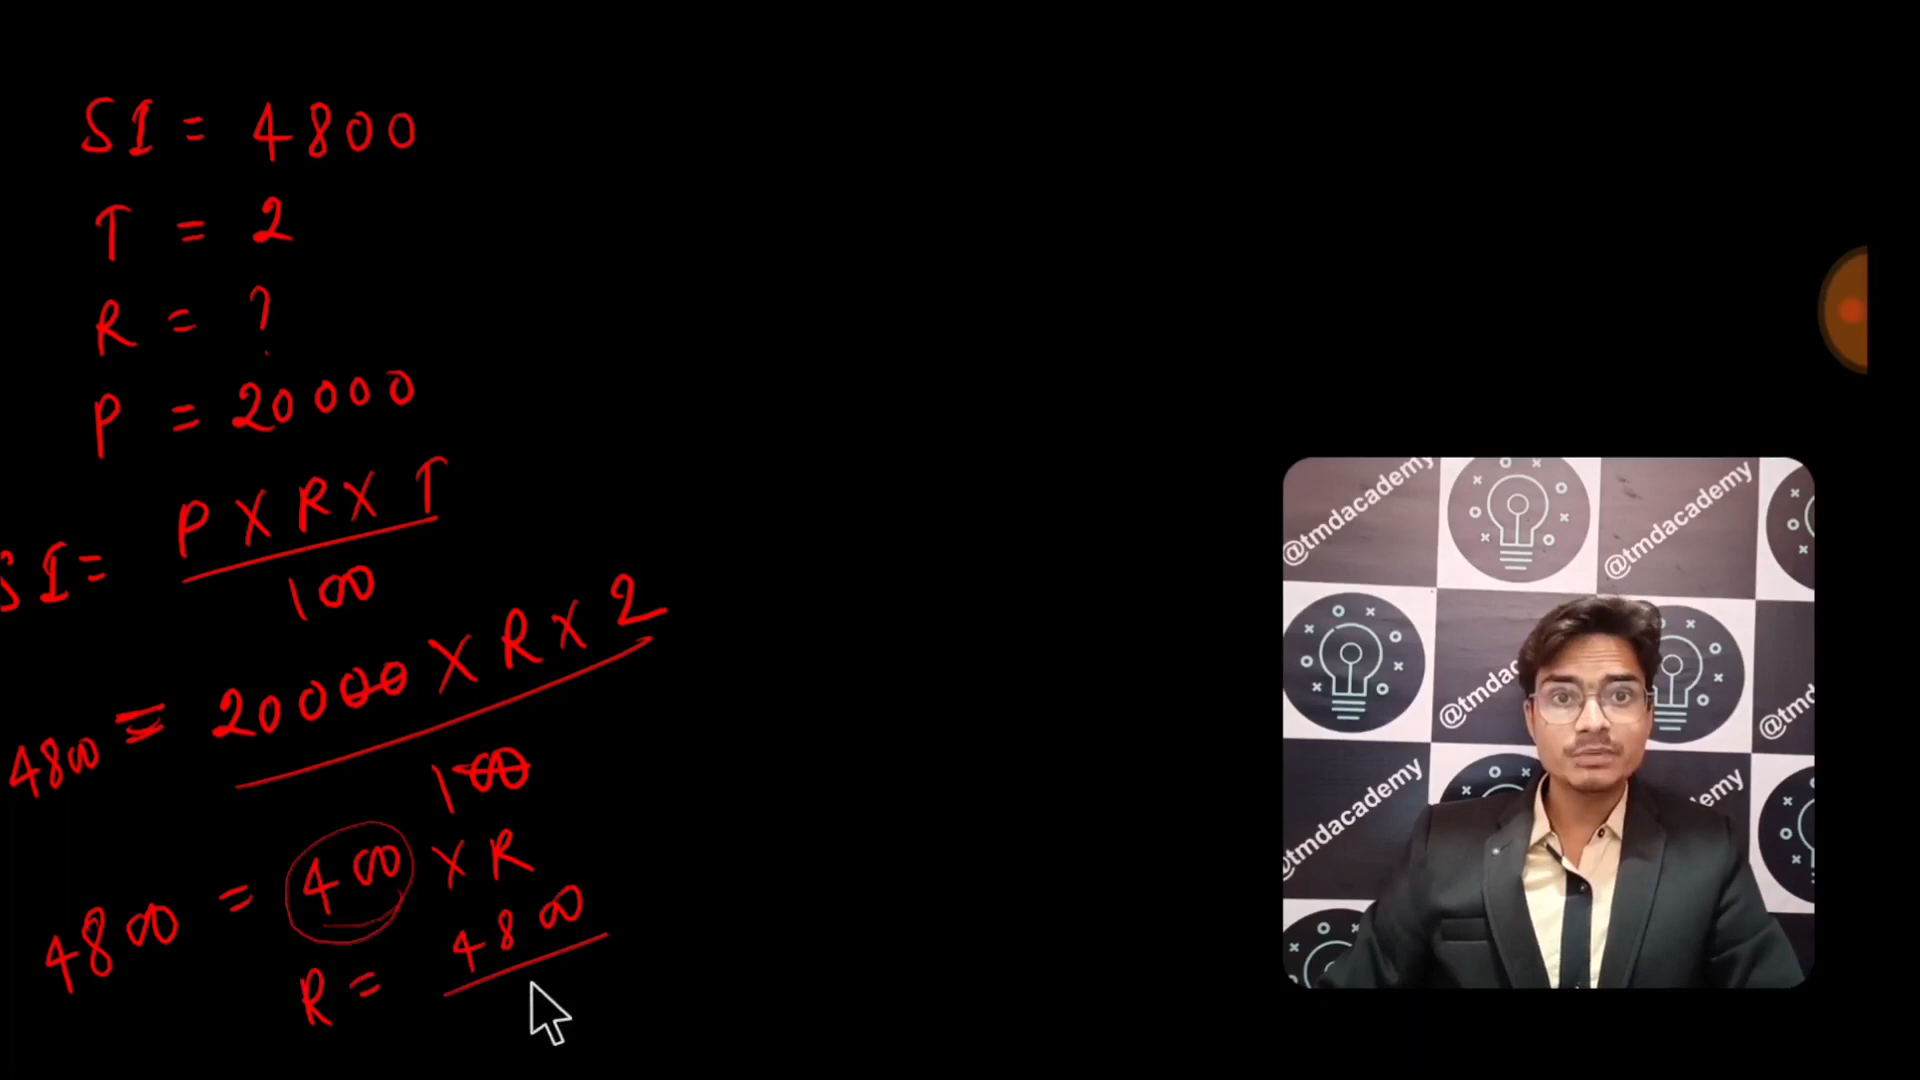 SI = 4800
T = 2
R = ?
P = 20000
SI = P X R X T
100
4800 = 20000 X R X 2
100
4800 = 400 X R
R = 4800
@tmdacademy
@tmdacademy
@tmdacademy